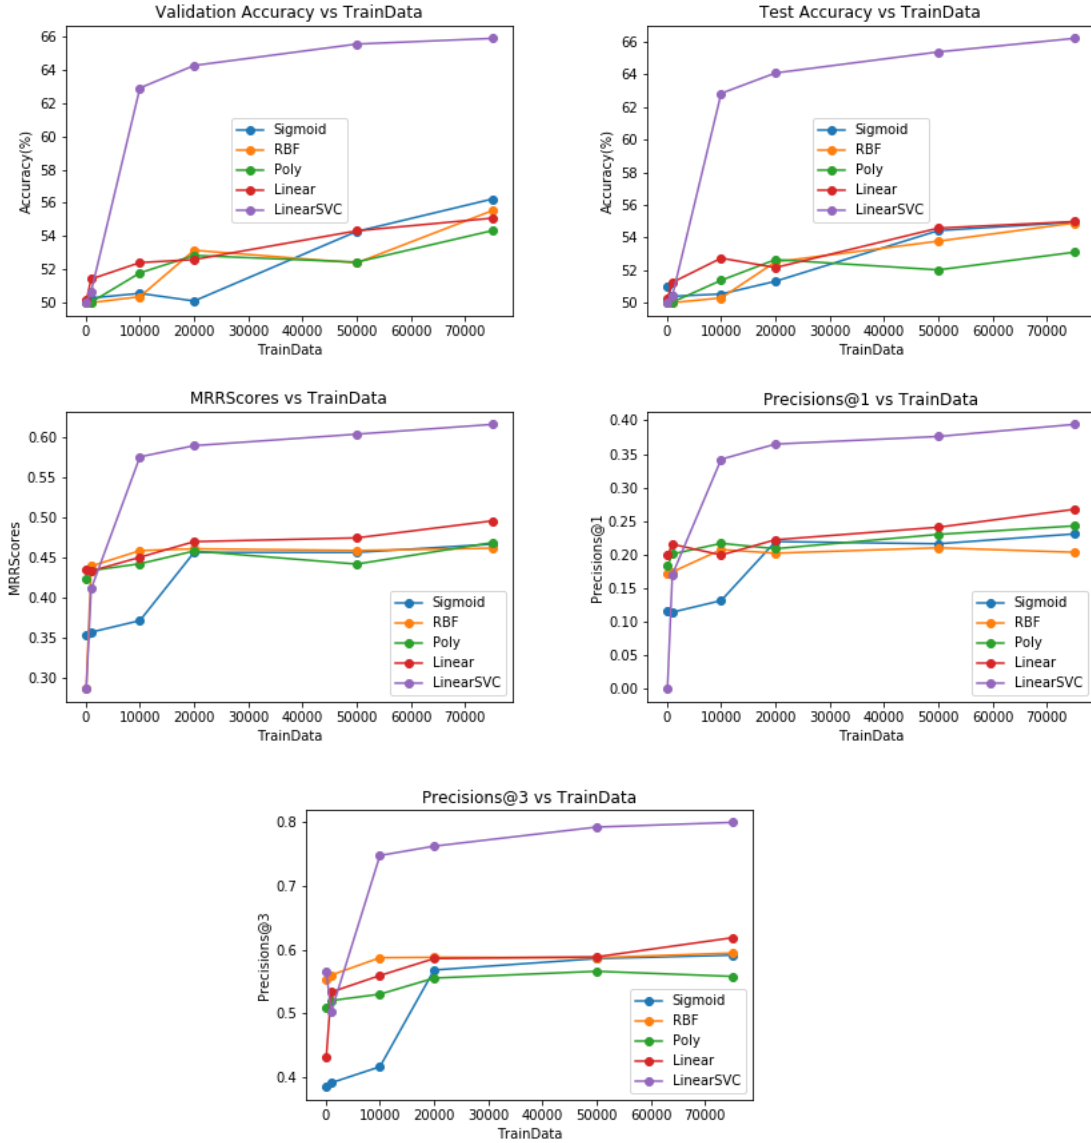 Validation Accuracy vs TrainData
Accuracy(%)
66
64
62
60
58
56
54
52
50
Sigmoid
RBF
Poly
Linear
LinearSVC
0 10000 20000 30000 40000 50000 60000 70000
TrainData
Test Accuracy vs TrainData
Accuracy(%)
66
64
62
60
58
56
54
52
50
Sigmoid
RBF
Poly
Linear
LinearSVC
0 10000 20000 30000 40000 50000 60000 70000
TrainData
MRRScores vs TrainData
MRRScores
0.60
0.55
0.50
0.45
0.40
0.35
0.30
Sigmoid
RBF
Poly
Linear
LinearSVC
0 10000 20000 30000 40000 50000 60000 70000
TrainData
Precisions@1 vs TrainData
Precisions@1
0.40
0.35
0.30
0.25
0.20
0.15
0.10
0.05
0.00
Sigmoid
RBF
Poly
Linear
LinearSVC
0 10000 20000 30000 40000 50000 60000 70000
TrainData
Precisions@3 vs TrainData
Precisions@3
0.8
0.7
0.6
0.5
0.4
Sigmoid
RBF
Poly
Linear
LinearSVC
0 10000 20000 30000 40000 50000 60000 70000
TrainData